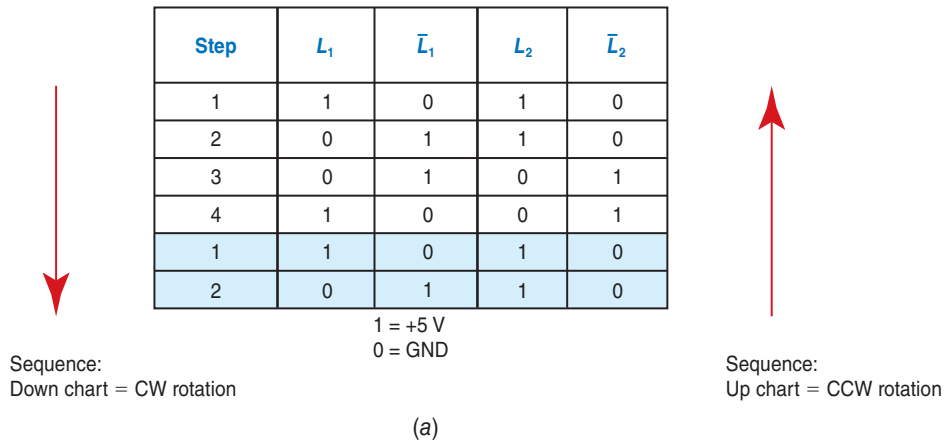 Step L₁ L̄₁ L₂ L̄₂
1 1 0 1 0
2 0 1 1 0
3 0 1 0 1
4 1 0 0 1
1 1 0 1 0
2 0 1 1 0
1 = +5 V
0 = GND
Sequence:
Down chart = CW rotation
Sequence:
Up chart = CCW rotation
(a)